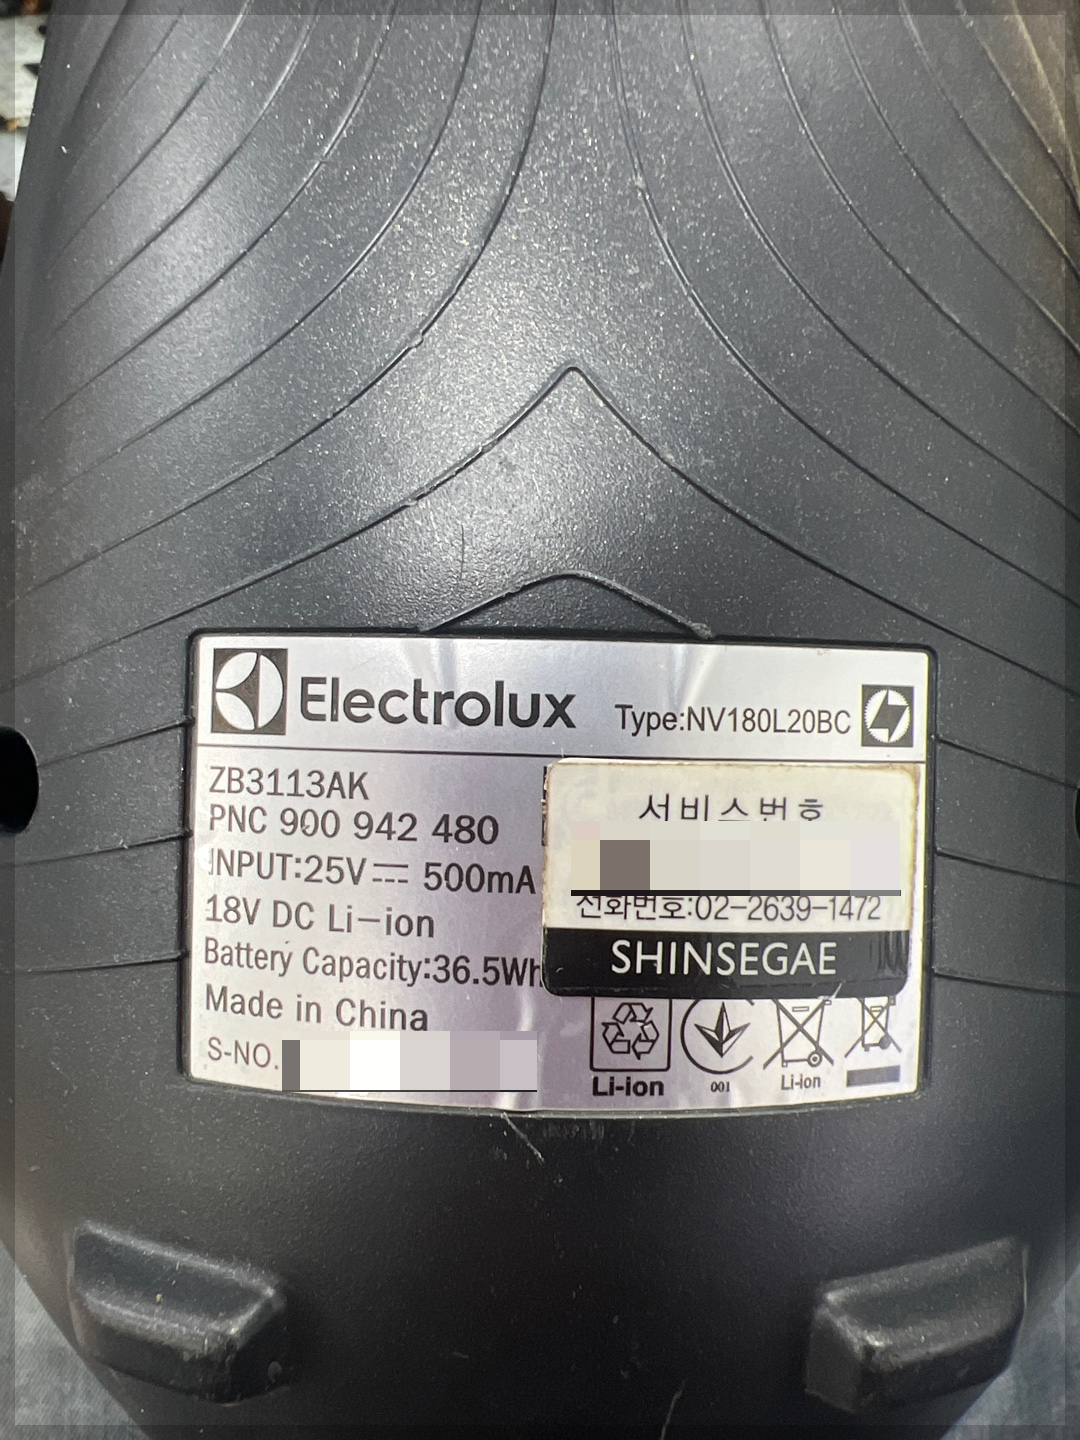 Electrolux
Type:NV180L20BC
ZB3113AK
PNC 900 942 480
INPUT:25V 500mA
18V DC Li-ion
Battery Capacity:36.5Wh
Made in China
S-NO.
서비스번호
전화번호:02-2639-1472
SHINSEGAE
Li-ion
001
Li-ion